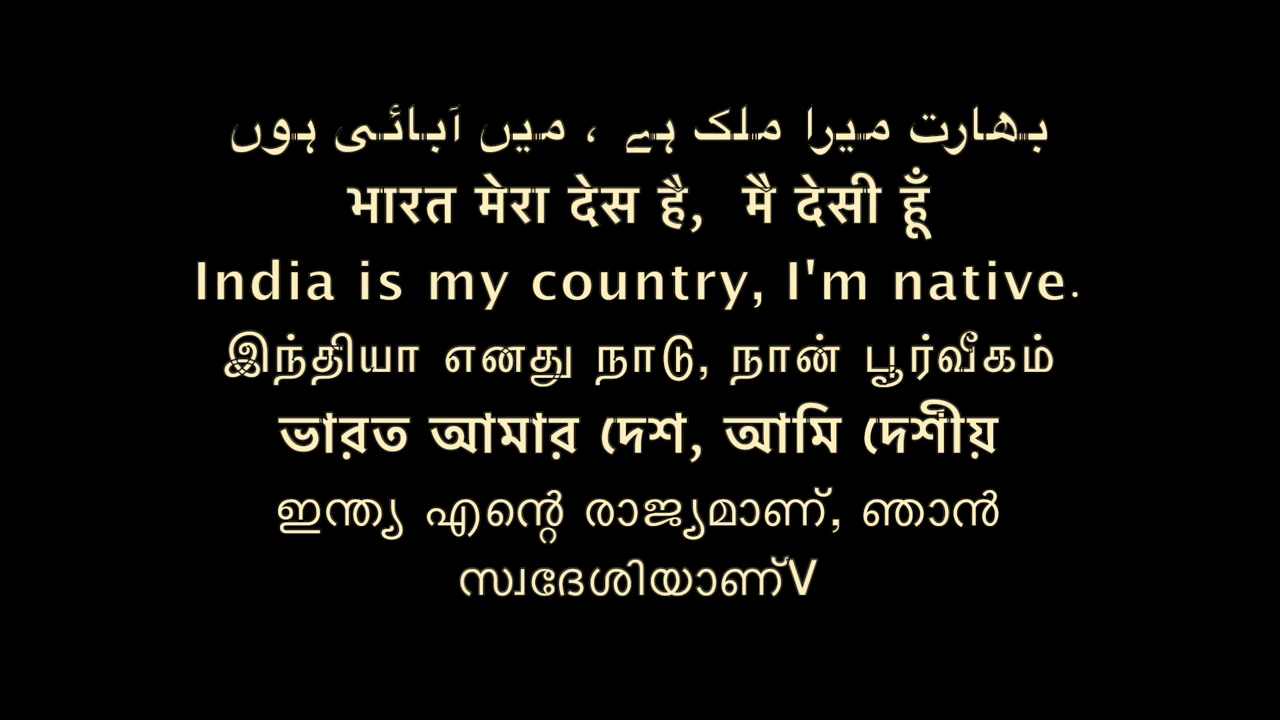 بھارت میرا ملک ہے ، میں آبائی ہوں
भारत मेरा देस है, मै देसी हूँ
India is my country, I'm native.
இந்தியா எனது நாடு, நான் பூர்வீகம்
ভারত আমার দেশ, আমি দেশীয়
ഇന്ത്യ എന്റെ രാജ്യമാണ്, ഞാൻ
സ്വദേശിയാണ്V